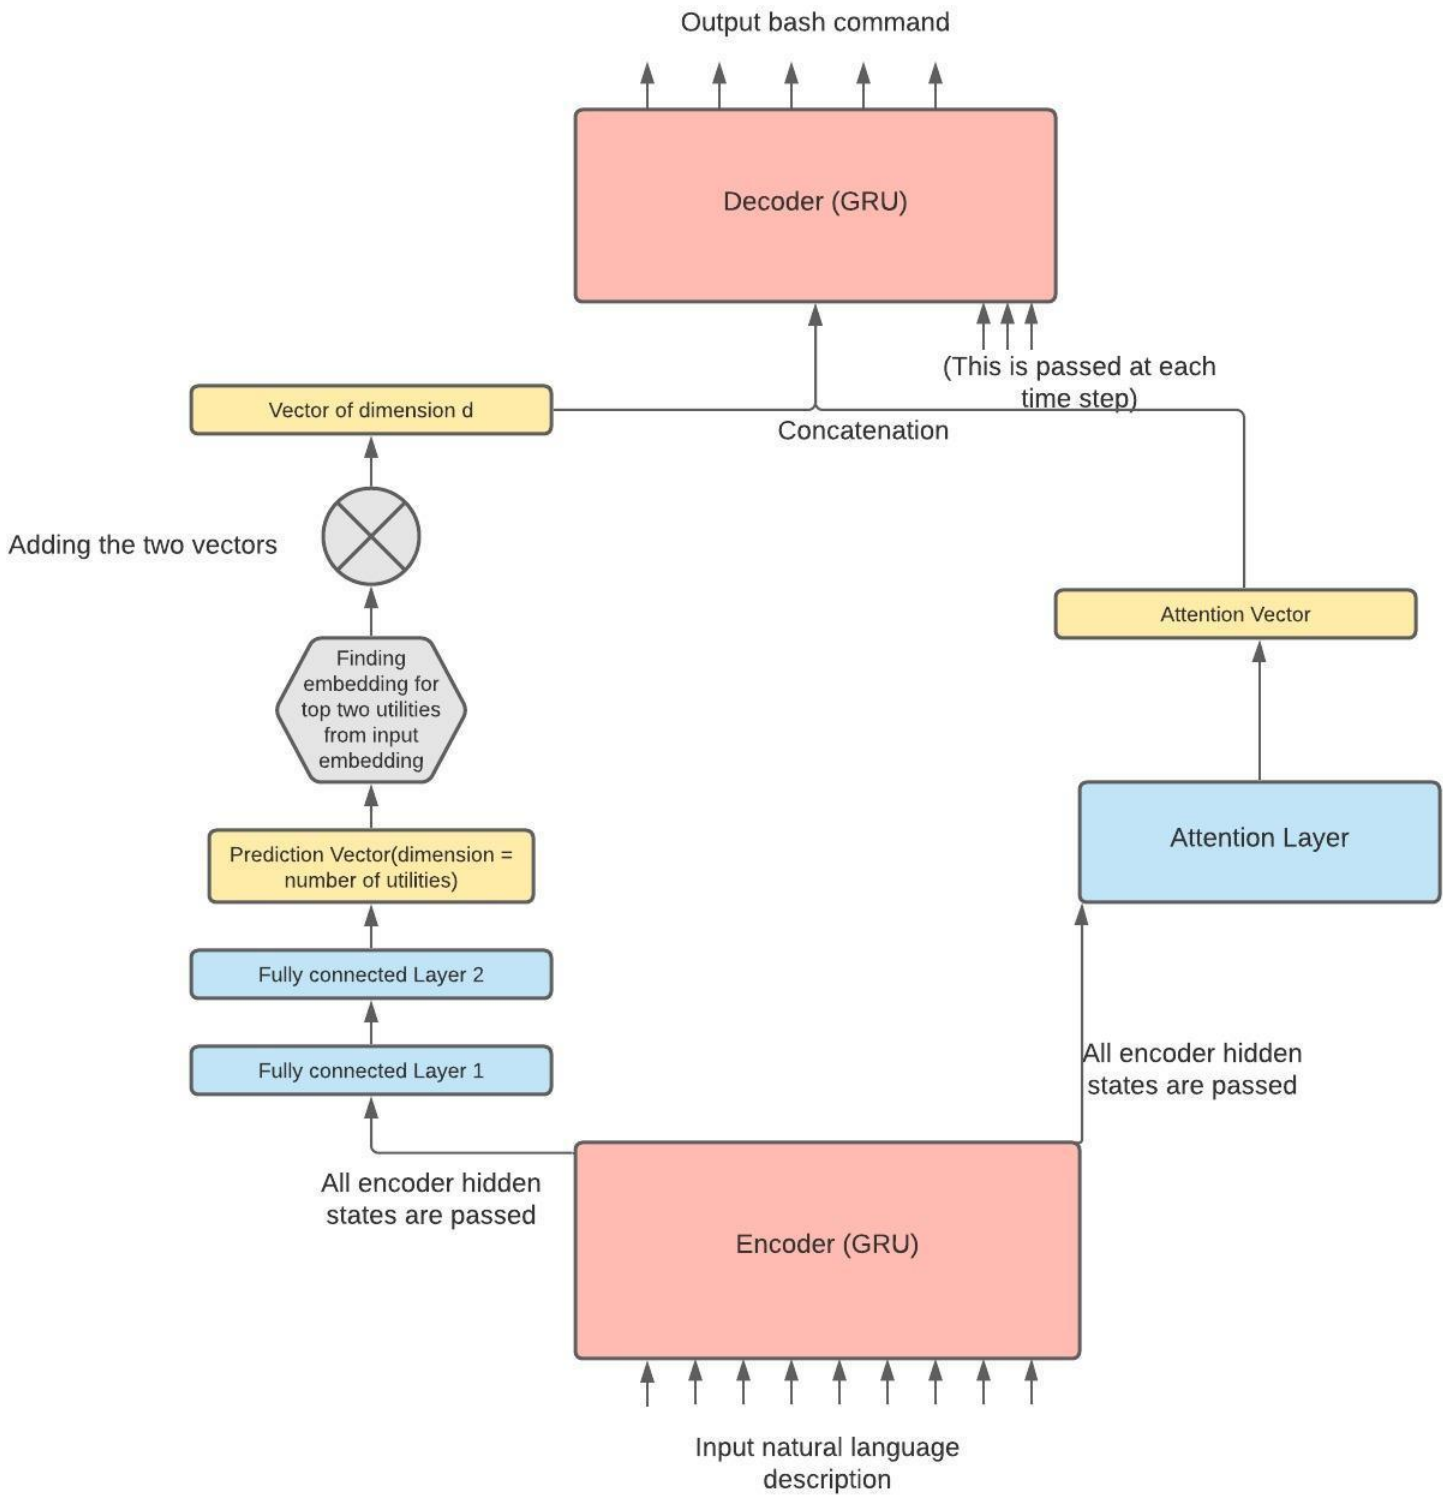 Output bash command
Decoder (GRU)
(This is passed at each
time step)
Vector of dimension d
Concatenation
Adding the two vectors
Attention Vector
Finding
embedding for
top two utilities
from input
embedding
Attention Layer
Prediction Vector(dimension =
number of utilities)
Fully connected Layer 2
Fully connected Layer 1
All encoder hidden
states are passed
All encoder hidden
states are passed
Encoder (GRU)
Input natural language
description